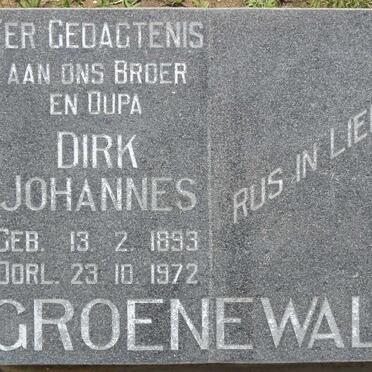 TER GEDAGTENIS
AAN ONS BROER
EN OUPA
DIRK
JOHANNES
GEB. 13. 2. 1893
OORL. 23. 10. 1972
RUS IN LIE
GROENEWAL